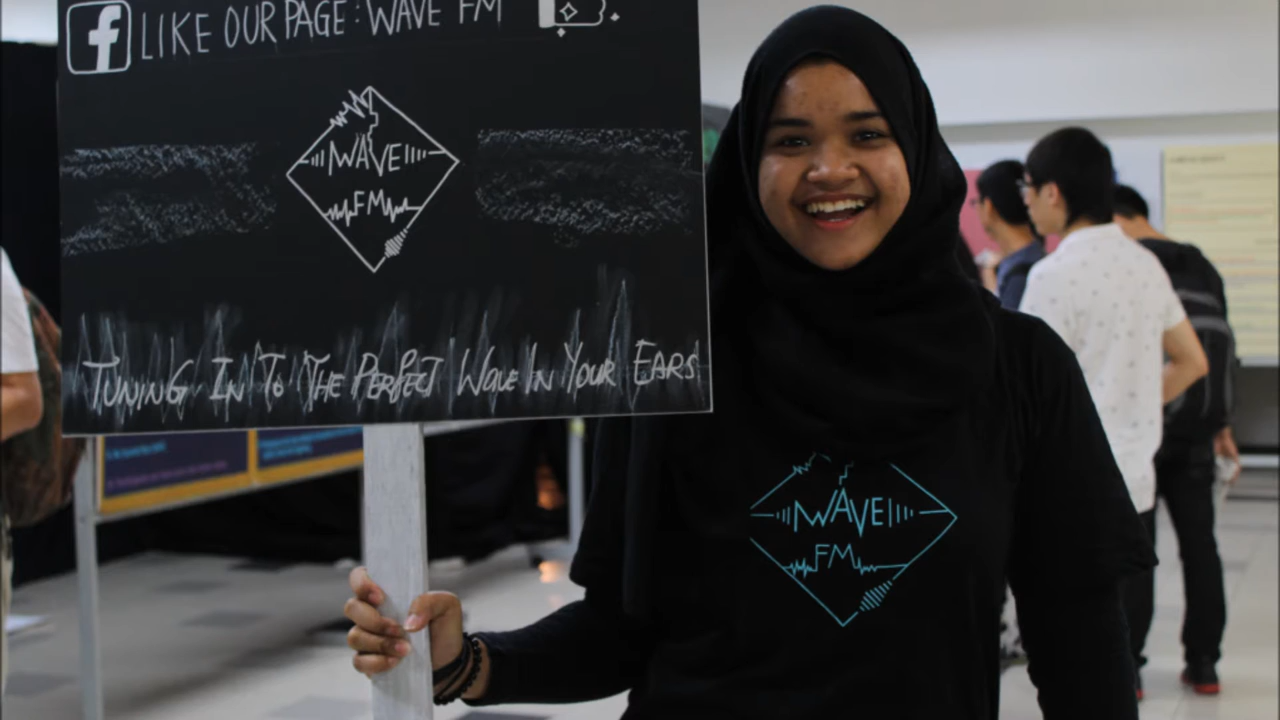 f LIKE OUR PAGE: WAVE FM
WAVE
FM
TUNING IN TO THE PERFECT WAVE IN YOUR EARS
WAVE
FM